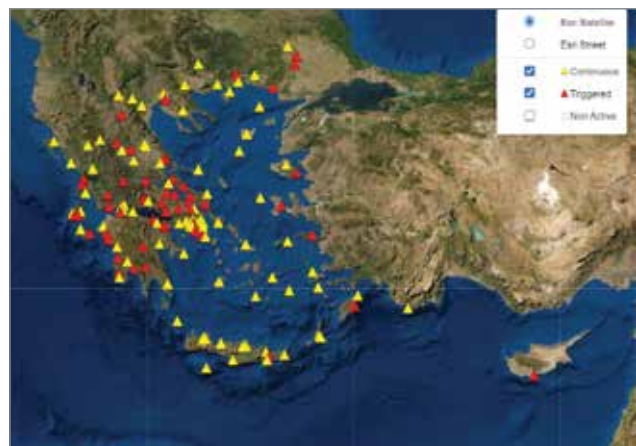 Esri Satellite
Esri Street
Continuous
Triggered
Non Active